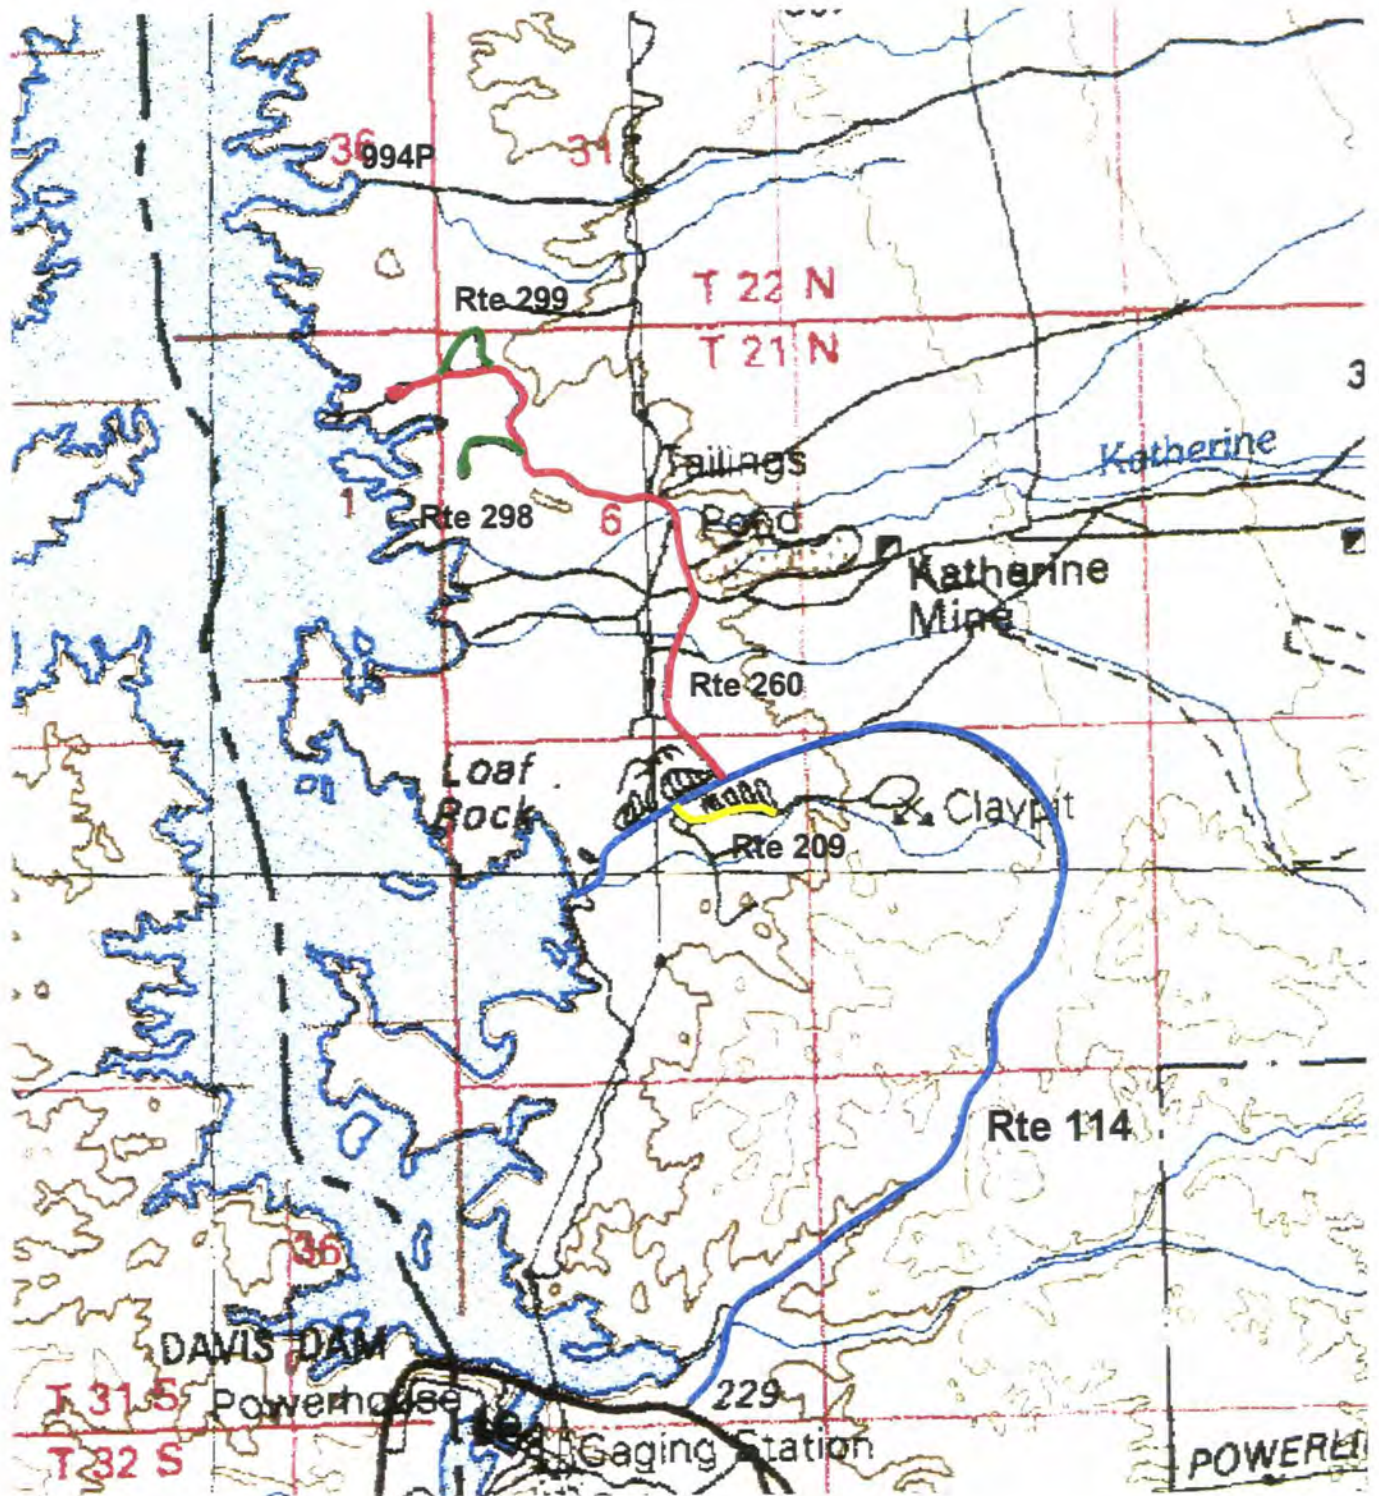 36
994P
31
T 22 N
Rte 299
T 21 N
3
Katherine
Tailings
1
Rte 298
6
Pond
Katherine
Mine
Rte 260
Loaf
Rock
Claypit
Rte 209
Rte 114
36
DAVIS DAM
T 31 S
Powerhouse
229
Gaging Station
T 32 S
POWERLI